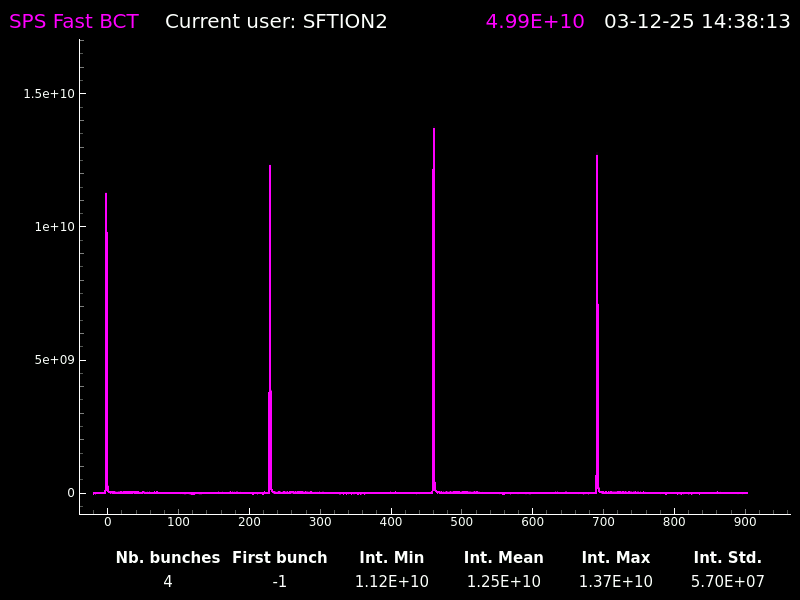 SPS Fast BCT Current user: SFTION2 4.99E+10 03-12-25 14:38:13
1.5e+10
1e+10
5e+09
0
0 100 200 300 400 500 600 700 800 900
Nb. bunches First bunch Int. Min Int. Mean Int. Max Int. Std.
4 -1 1.12E+10 1.25E+10 1.37E+10 5.70E+07